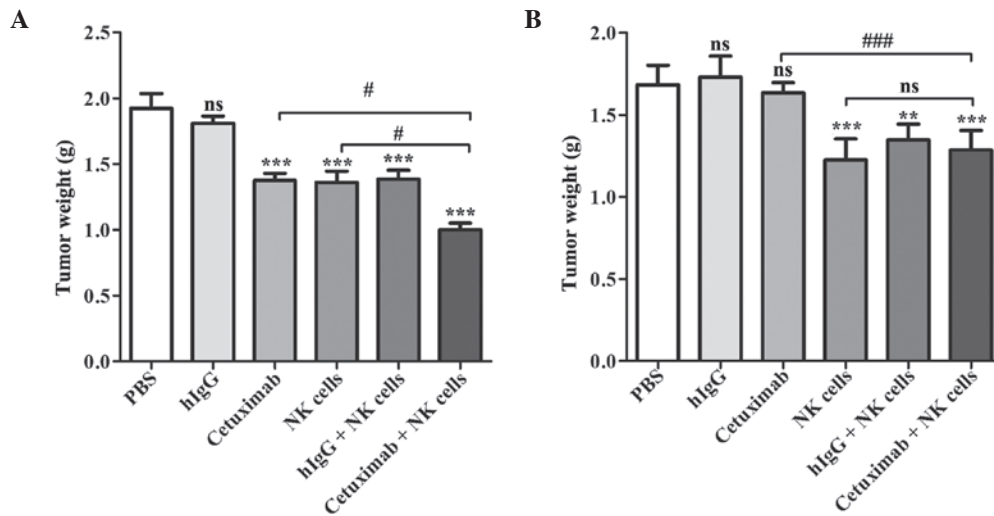 A
Tumor weight (g)
2.5
2.0
1.5
1.0
0.5
0.0
ns
***
***
***
***
#
#
PBS
hIgG
Cetuximab
NK cells
hIgG + NK cells
Cetuximab + NK cells
B
Tumor weight (g)
2.0
1.5
1.0
0.5
0.0
ns
ns
***
**
***
###
ns
PBS
hIgG
Cetuximab
NK cells
hIgG + NK cells
Cetuximab + NK cells